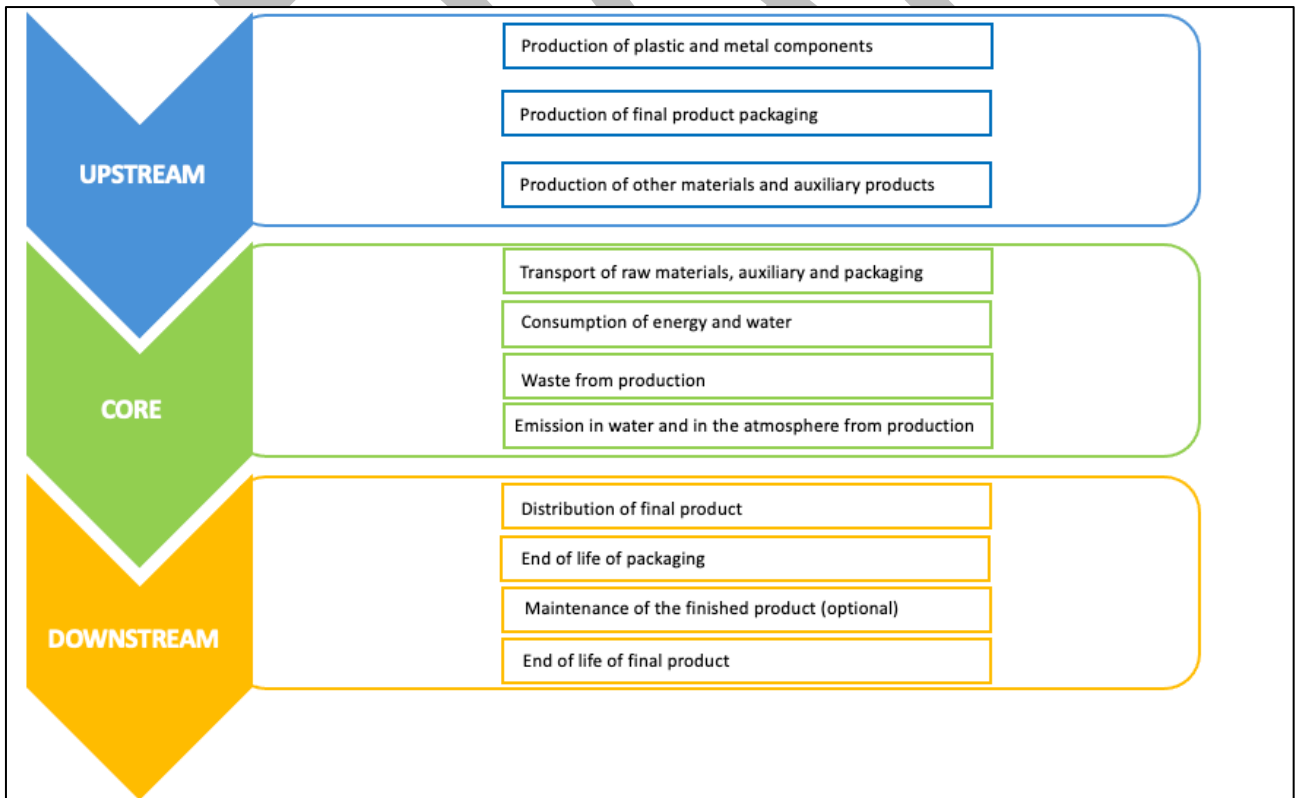 UPSTREAM
Production of plastic and metal components
Production of final product packaging
Production of other materials and auxiliary products
CORE
Transport of raw materials, auxiliary and packaging
Consumption of energy and water
Waste from production
Emission in water and in the atmosphere from production
DOWNSTREAM
Distribution of final product
End of life of packaging
Maintenance of the finished product (optional)
End of life of final product